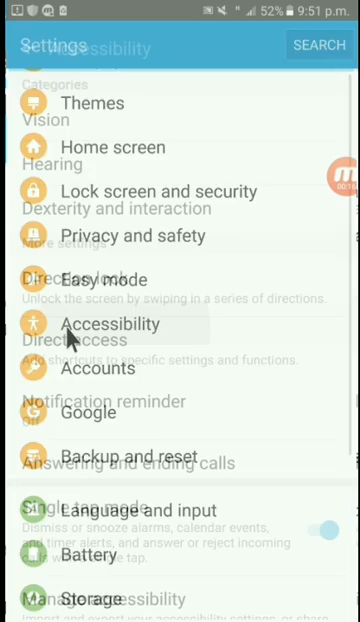 52% 9:51 p.m.
Settings
Accessibility
SEARCH
Categories
Themes
Vision
Home screen
Hearing
Lock screen and security
Dexterity and interaction
Privacy and safety
More settings
Direction lock
Easy mode
Unlock the screen by swiping in a series of directions.
Accessibility
Direct access
Add shortcuts to specific settings and functions.
Accounts
Notification reminder
Google
Off
Backup and reset
Answering and ending calls
Single tap mode
Language and input
Dismiss or snooze alarms, calendar events,
and timer alerts, and answer or reject incoming
calls with a single tap.
Battery
Manage accessibility
Storage
Import and export your accessibility settings, or share